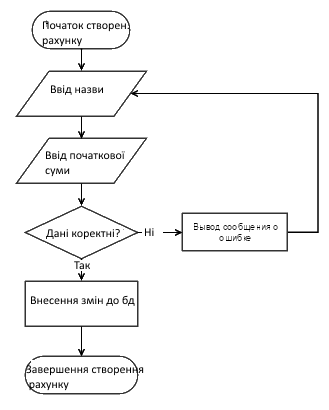 Початок створен.
рахунку
Ввід назви
Ввід початкової
суми
Дані коректні?
Ні
Вывод сообщения о
ошибке
Так
Внесення змін до бд
Завершення створення
рахунку